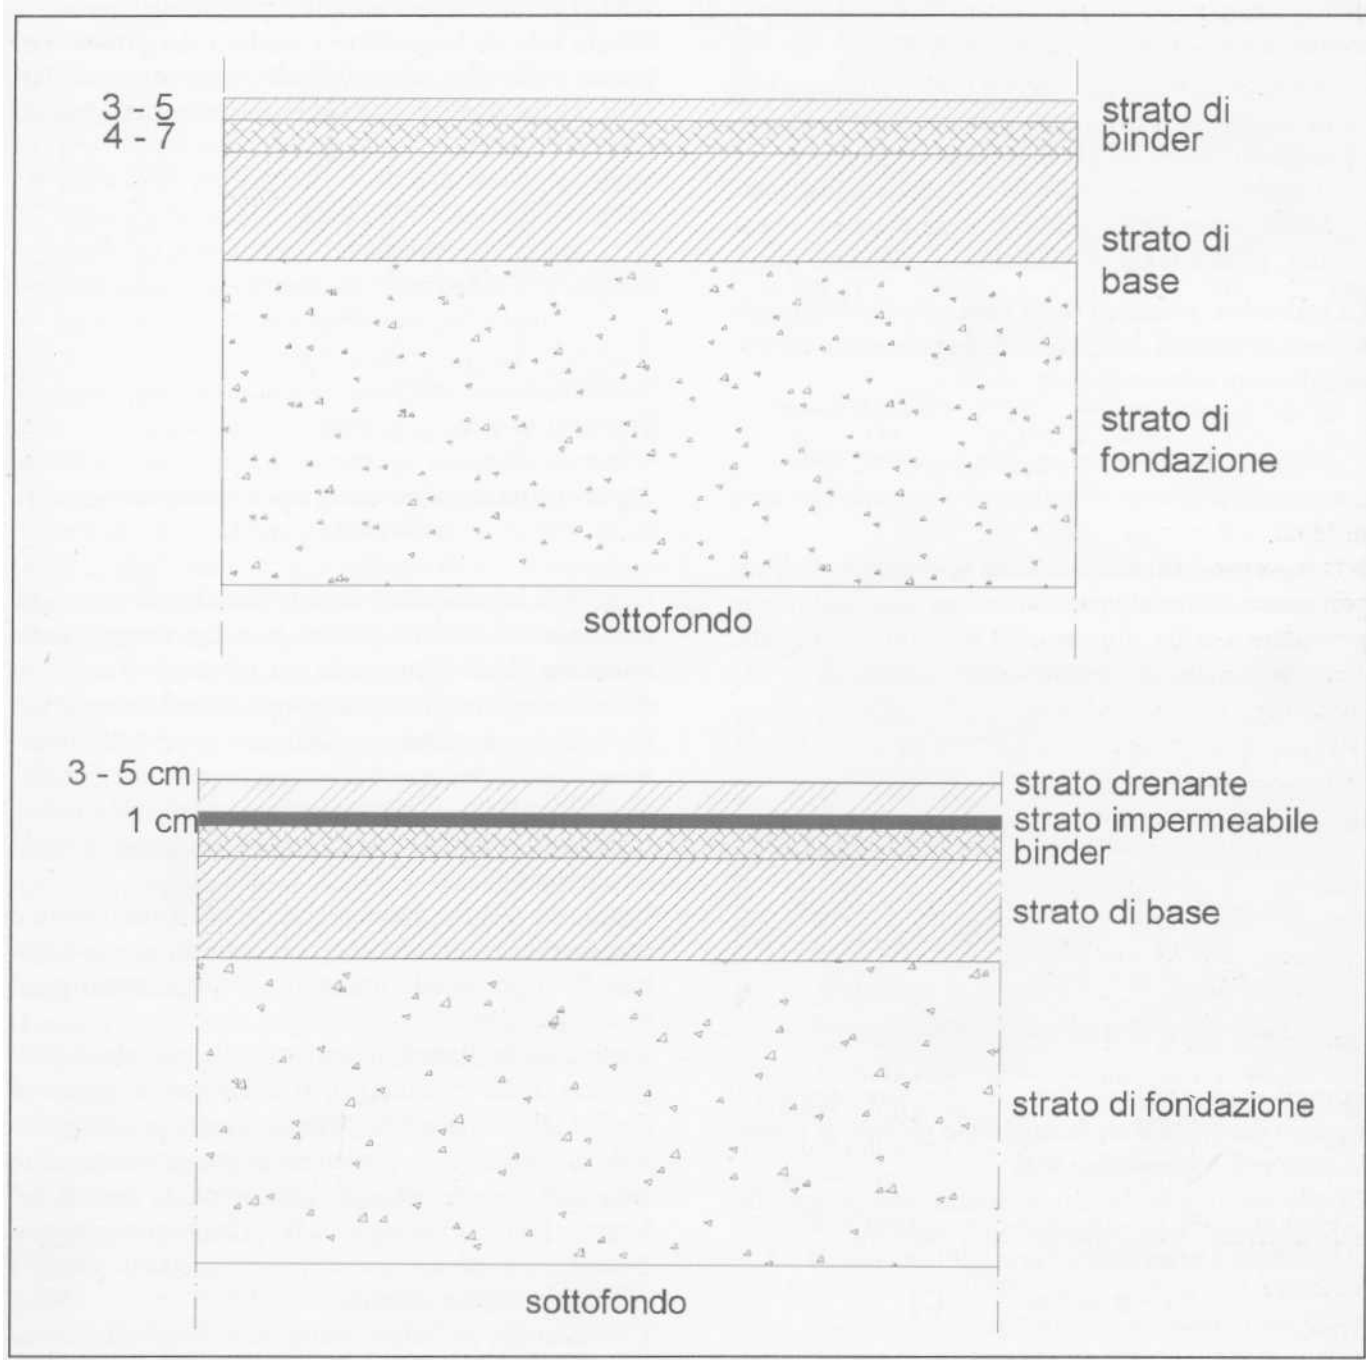 3 - 5
4 - 7
strato di
binder
strato di
base
strato di
fondazione
sottofondo
3 - 5 cm
1 cm
strato drenante
strato impermeabile
binder
strato di base
strato di fondazione
sottofondo